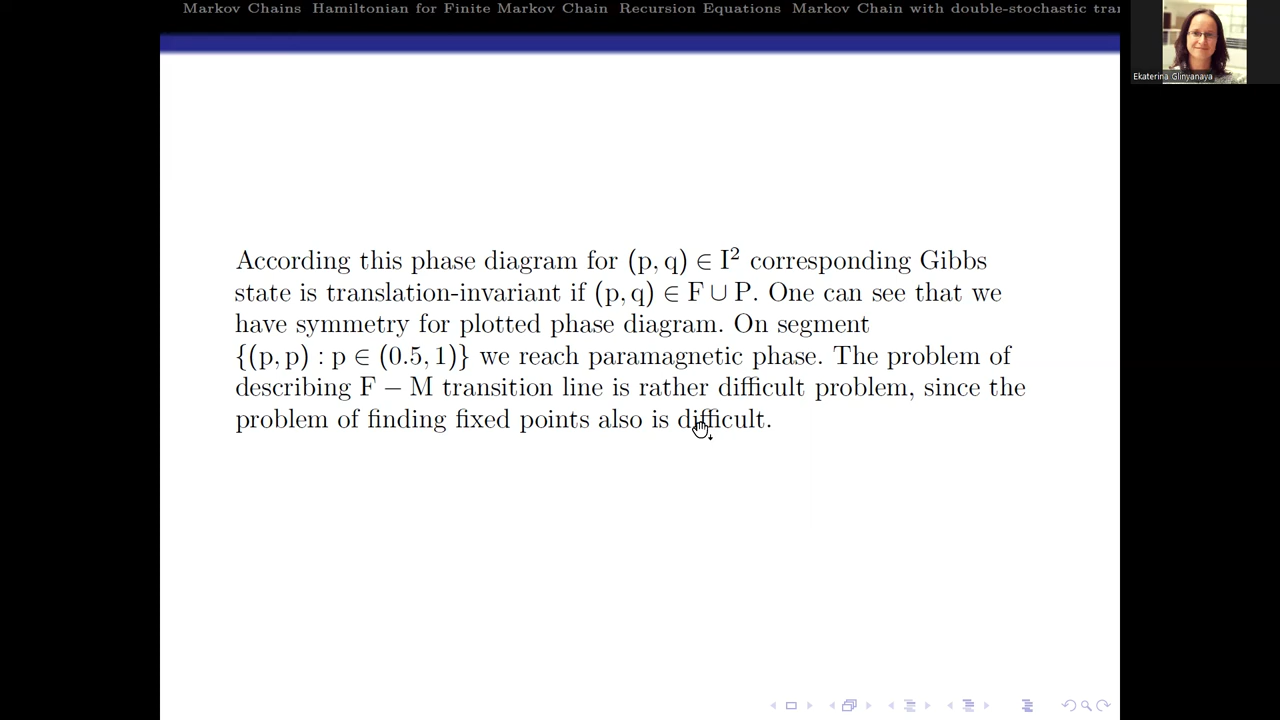 Markov Chains Hamiltonian for Finite Markov Chain Recursion Equations Markov Chain with double-stochastic
Ekaterina Glinyanaya
According this phase diagram for (p, q) ∈ I² corresponding Gibbs
state is translation-invariant if (p, q) ∈ F ∪ P. One can see that we
have symmetry for plotted phase diagram. On segment
{(p, p) : p ∈ (0.5, 1)} we reach paramagnetic phase. The problem of
describing F − M transition line is rather difficult problem, since the
problem of finding fixed points also is difficult.